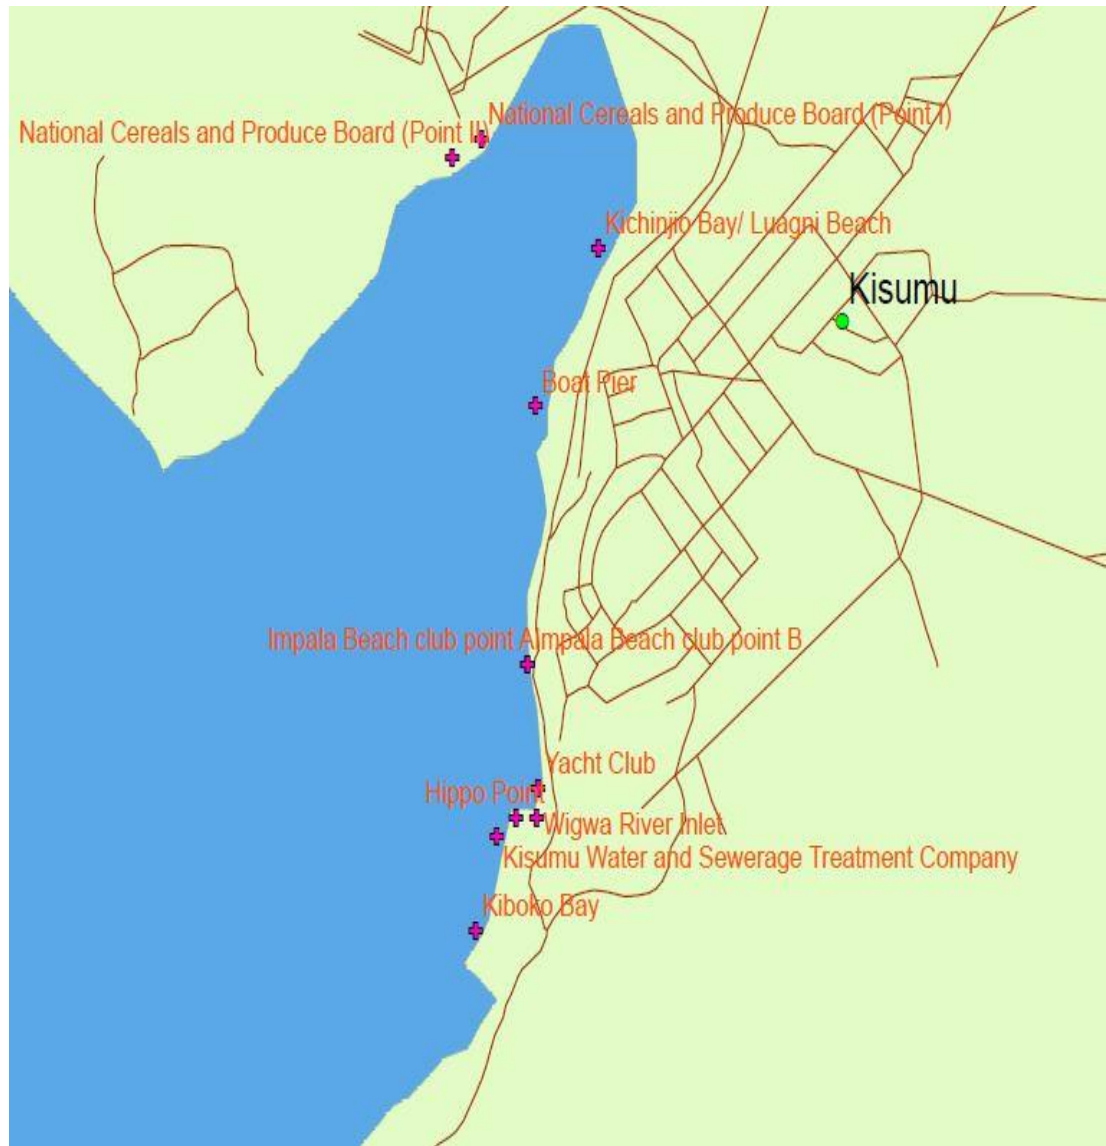 National Cereals and Produce Board (Point I)
National Cereals and Produce Board (Point II)
Kichinjio Bay/ Luagni Beach
Kisumu
Boat Pier
Impala Beach club point A
Impala Beach club point B
Yacht Club
Hippo Point
Wigwa River Inlet
Kisumu Water and Sewerage Treatment Company
Kiboko Bay